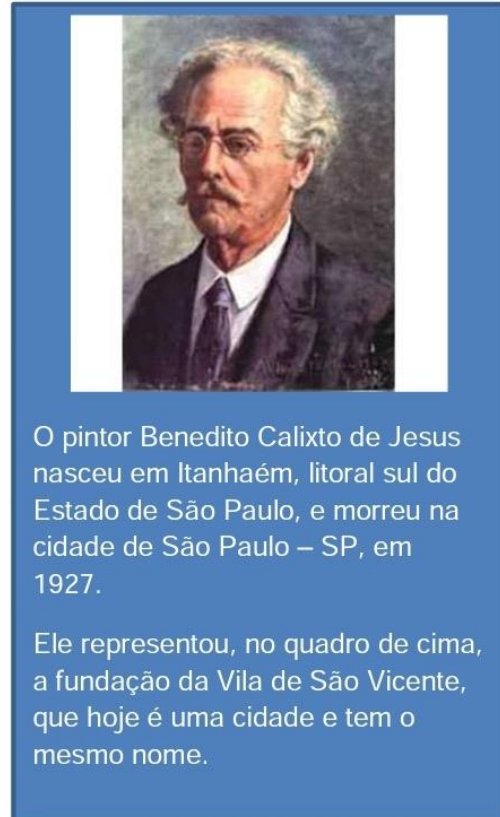 O pintor Benedito Calixto de Jesus
nasceu em Itanhaém, litoral sul do
Estado de São Paulo, e morreu na
cidade de São Paulo – SP, em
1927.
Ele representou, no quadro de cima,
a fundação da Vila de São Vicente,
que hoje é uma cidade e tem o
mesmo nome.